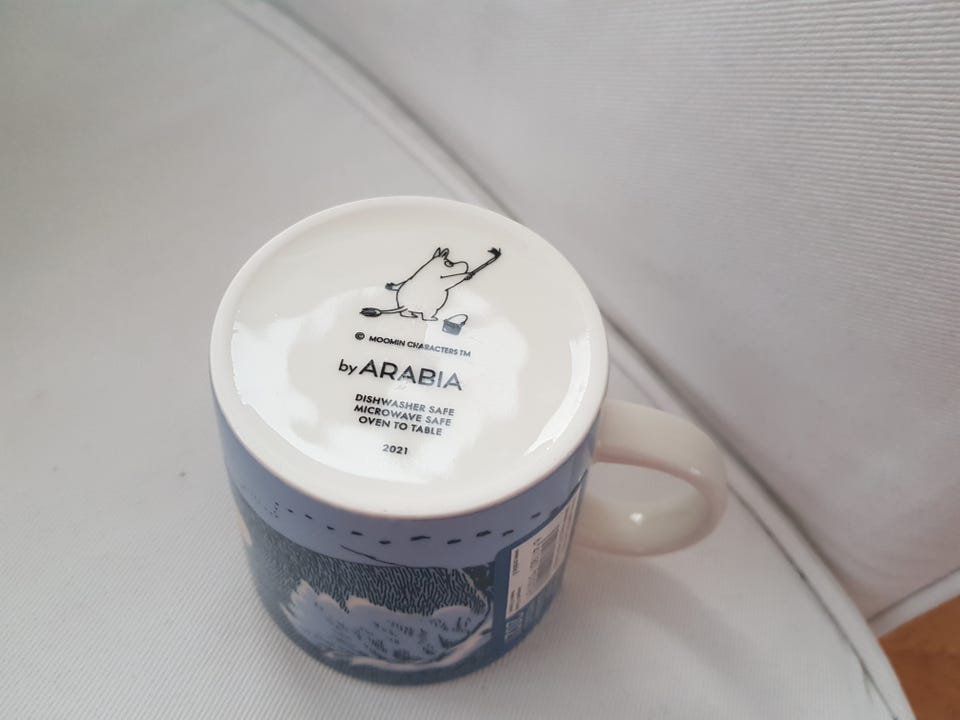 © MOOMIN CHARACTERS TM
by ARABIA
DISHWASHER SAFE
MICROWAVE SAFE
OVEN TO TABLE
2021